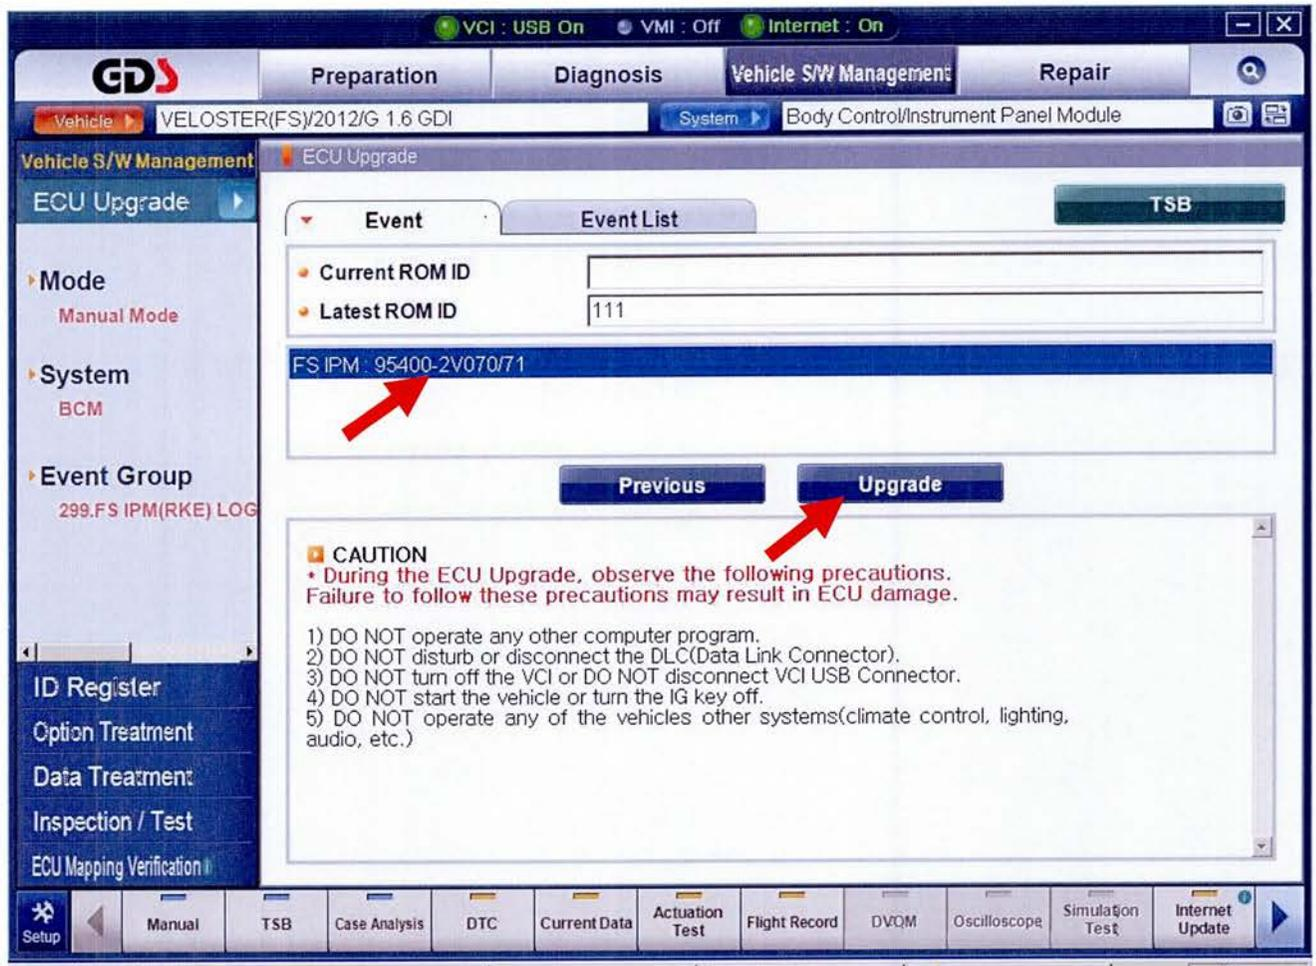 VCI : USB On VMI : Off Internet : On
GDS Preparation Diagnosis Vehicle S/W Management Repair
Vehicle VELOSTER(FS)/2012/G 1.6 GDI System Body Control/Instrument Panel Module
Vehicle S/W Management
ECU Upgrade
ECU Upgrade
TSB
Event Event List
Current ROM ID
Latest ROM ID 111
FS IPM : 95400-2V070/71
Previous Upgrade
Mode
Manual Mode
System
BCM
Event Group
299.FS IPM(RKE) LOG
CAUTION
* During the ECU Upgrade, observe the following precautions.
Failure to follow these precautions may result in ECU damage.
1) DO NOT operate any other computer program.
2) DO NOT disturb or disconnect the DLC(Data Link Connector).
3) DO NOT turn off the VCI or DO NOT disconnect VCI USB Connector.
4) DO NOT start the vehicle or turn the IG key off.
5) DO NOT operate any of the vehicles other systems(climate control, lighting,
audio, etc.)
ID Register
Option Treatment
Data Treatment
Inspection / Test
ECU Mapping Verification
Setup Manual TSB Case Analysis DTC Current Data Actuation Test Flight Record DVOM Oscilloscope Simulation Test Internet Update